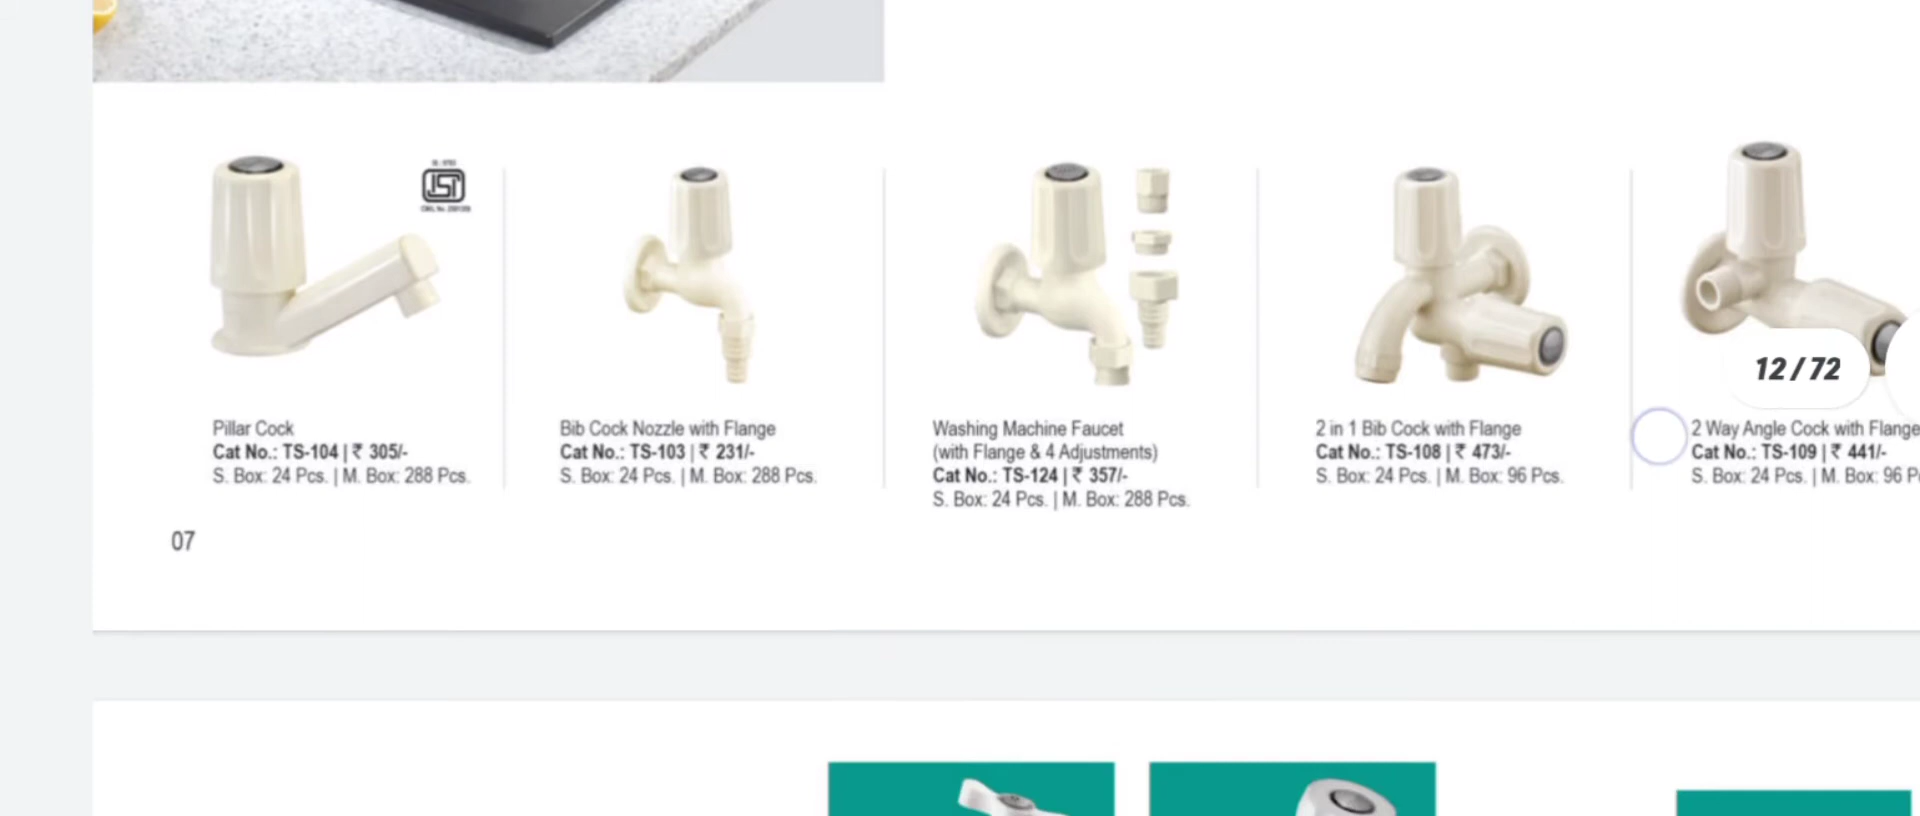 Pillar Cock
Cat No.: TS-104 | ₹ 305/-
S. Box: 24 Pcs. | M. Box: 288 Pcs.
Bib Cock Nozzle with Flange
Cat No.: TS-103 | ₹ 231/-
S. Box: 24 Pcs. | M. Box: 288 Pcs.
Washing Machine Faucet
(with Flange & 4 Adjustments)
Cat No.: TS-124 | ₹ 357/-
S. Box: 24 Pcs. | M. Box: 288 Pcs.
2 in 1 Bib Cock with Flange
Cat No.: TS-108 | ₹ 473/-
S. Box: 24 Pcs. | M. Box: 96 Pcs.
12 / 72
2 Way Angle Cock with Flange
Cat No.: TS-109 | ₹ 441/-
S. Box: 24 Pcs. | M. Box: 96
07